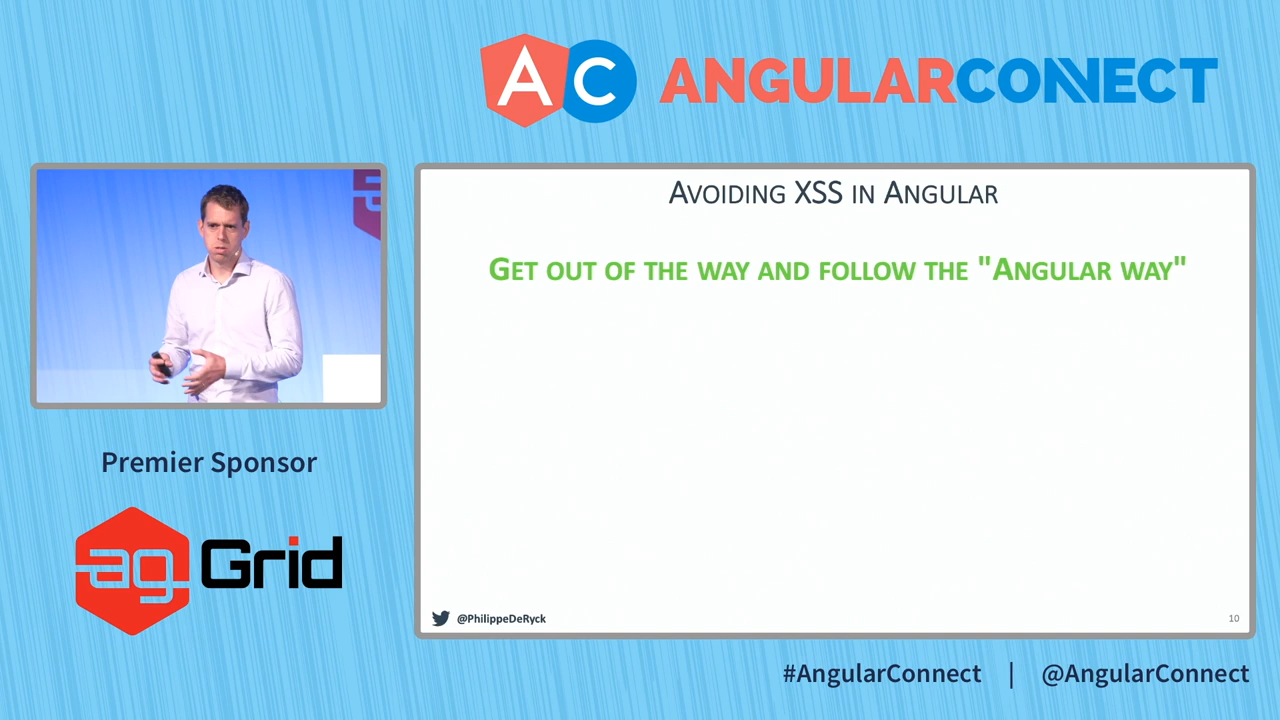 AC ANGULARCONNECT
AVOIDING XSS IN ANGULAR
GET OUT OF THE WAY AND FOLLOW THE "ANGULAR WAY"
Premier Sponsor
ag Grid
@PhilippeDeRyck
10
#AngularConnect | @AngularConnect